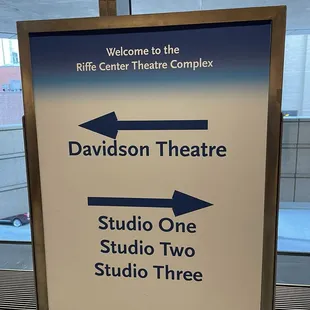 Welcome to the
Riffe Center Theatre Complex
Davidson Theatre
Studio One
Studio Two
Studio Three